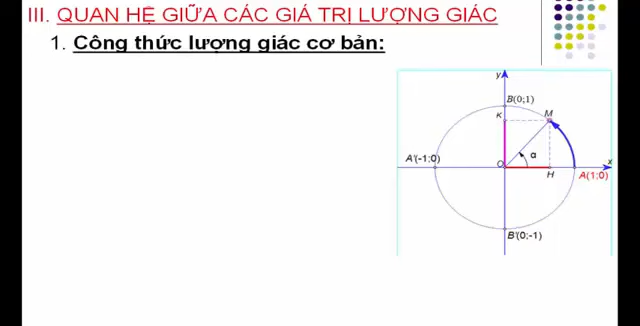 III. QUAN HỆ GIỮA CÁC GIÁ TRỊ LƯỢNG GIÁC
1. Công thức lượng giác cơ bản:
y
B(0;1)
K
M
A'(-1;0)
O
α
x
H
A(1;0)
B'(0;-1)